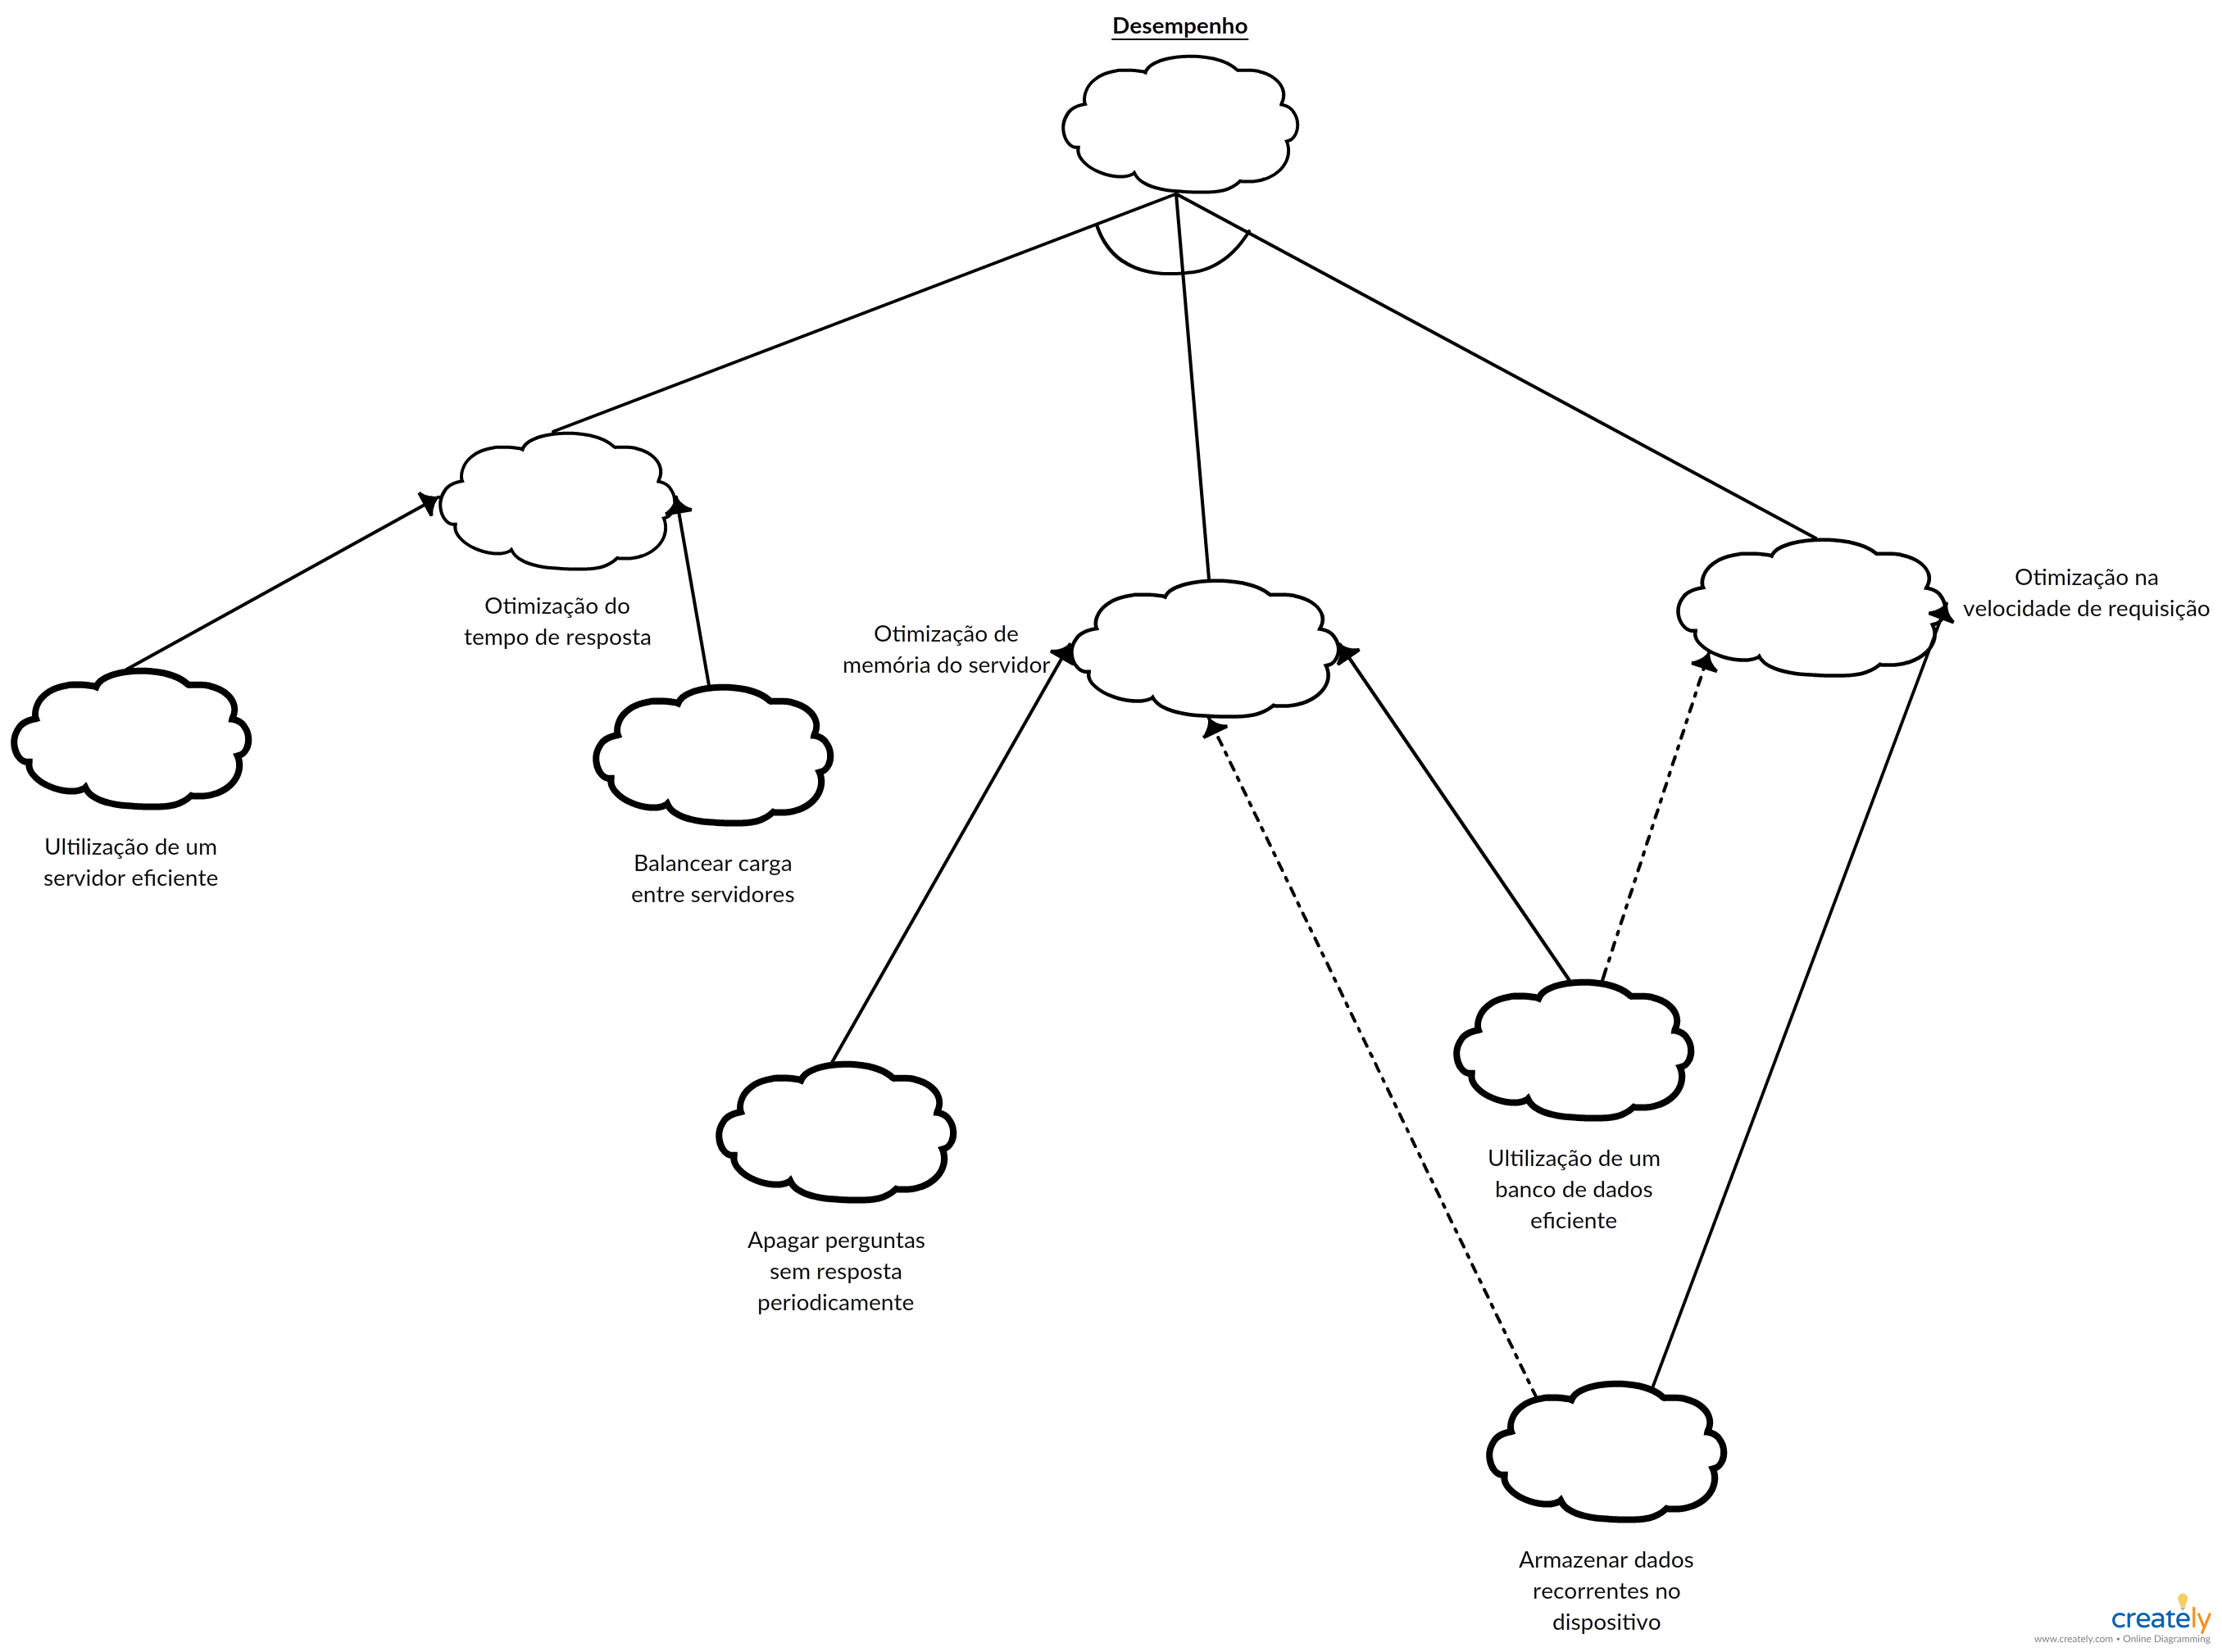 Desempenho
Otimização do
tempo de resposta
Otimização de
memória do servidor
Otimização na
velocidade de requisição
Ultilização de um
servidor eficiente
Balancear carga
entre servidores
Apagar perguntas
sem resposta
periodicamente
Ultilização de um
banco de dados
eficiente
Armazenar dados
recorrentes no
dispositivo
creately
www.creately.com • Online Diagramming